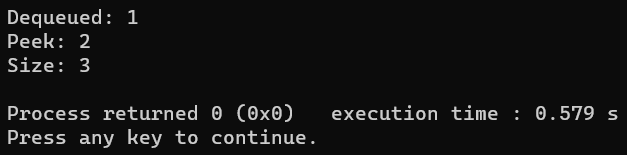 Dequeued: 1
Peek: 2
Size: 3
Process returned 0 (0x0)   execution time : 0.579 s
Press any key to continue.